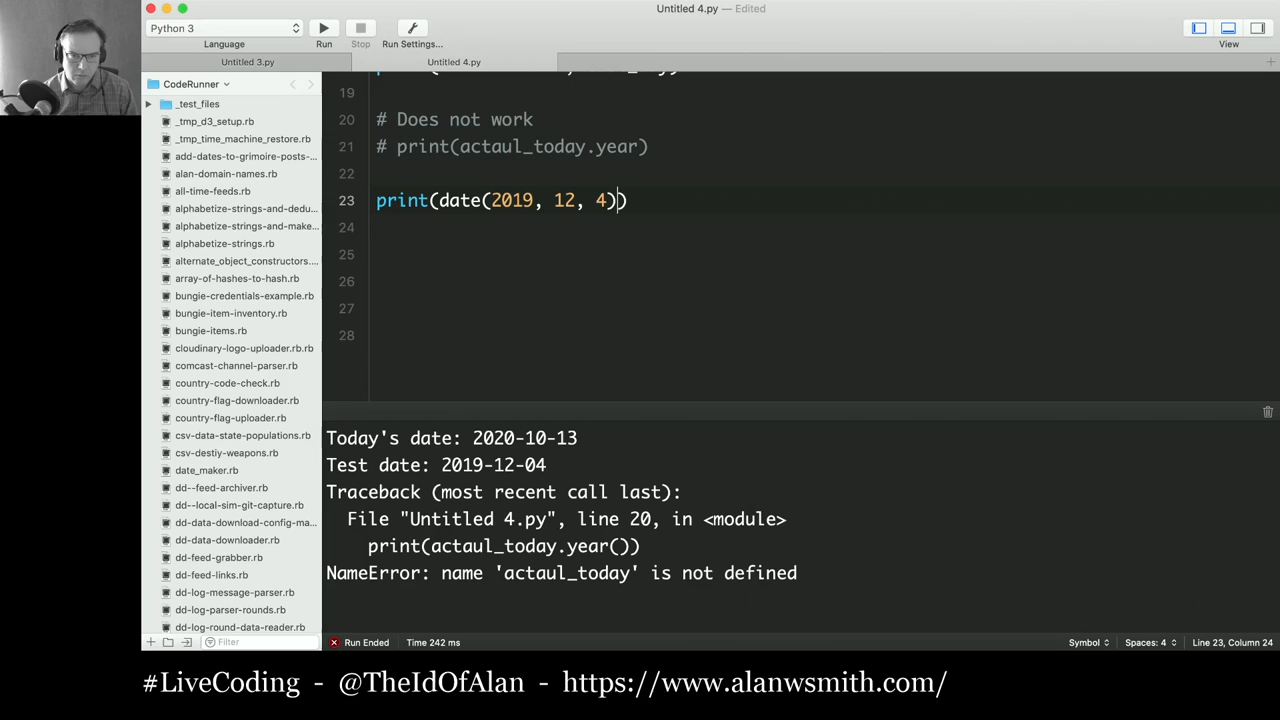 Untitled 4.py — Edited
Python 3
Language
Run
Stop
Run Settings...
View
Untitled 3.py
Untitled 4.py
CodeRunner
_test_files
_tmp_d3_setup.rb
_tmp_time_machine_restore.rb
add-dates-to-grimoire-posts-...
alan-domain-names.rb
all-time-feeds.rb
alphabetize-strings-and-dedu...
alphabetize-strings-and-make...
alphabetize-strings.rb
alternate_object_constructors....
array-of-hashes-to-hash.rb
bungie-credentials-example.rb
bungie-item-inventory.rb
bungie-items.rb
cloudinary-logo-uploader.rb.rb
comcast-channel-parser.rb
country-code-check.rb
country-flag-downloader.rb
country-flag-uploader.rb
csv-data-state-populations.rb
csv-destiy-weapons.rb
date_maker.rb
dd--feed-archiver.rb
dd--local-sim-git-capture.rb
dd-data-download-config-ma...
dd-data-downloader.rb
dd-feed-grabber.rb
dd-feed-links.rb
dd-log-message-parser.rb
dd-log-parser-rounds.rb
dd-log-round-data-reader.rb
Filter
19
20 # Does not work
21 # print(actaul_today.year)
22
23 print(date(2019, 12, 4))
24
25
26
27
28
Today's date: 2020-10-13
Test date: 2019-12-04
Traceback (most recent call last):
File "Untitled 4.py", line 20, in <module>
print(actaul_today.year())
NameError: name 'actaul_today' is not defined
Run Ended Time 242 ms
Symbol Spaces: 4 Line 23, Column 24
#LiveCoding - @TheIdOfAlan - https://www.alanwsmith.com/